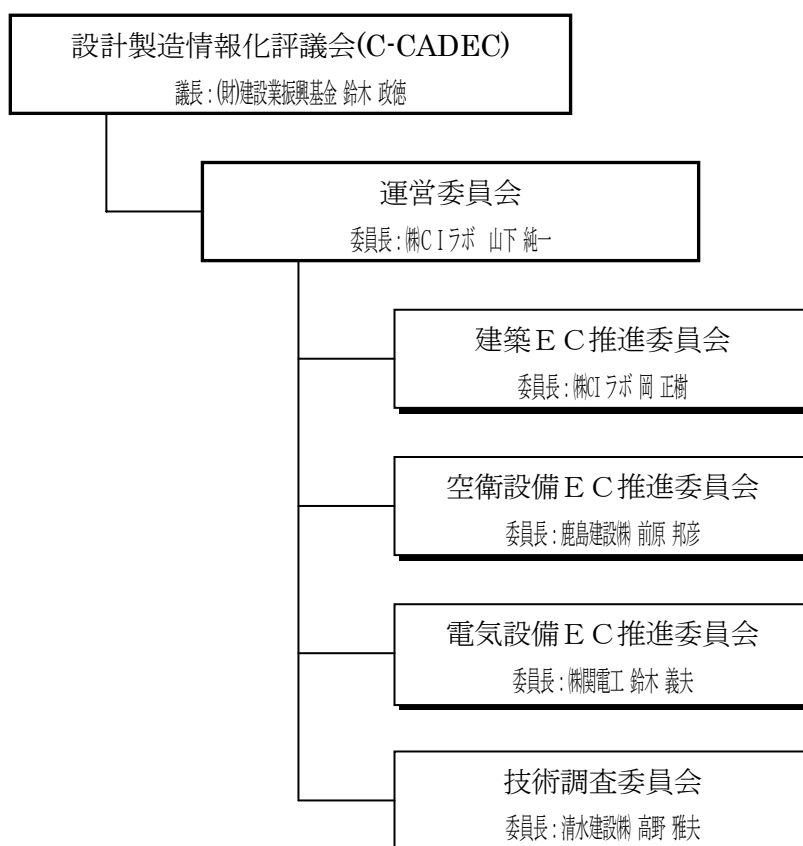 設計製造情報化評議会(C-CADEC)
議長：(財)建設業振興基金 鈴木 政徳
運営委員会
委員長：㈱ＣＩラボ　山下 純一
建築ＥＣ推進委員会
委員長：㈱CIラボ 岡 正樹
空衛設備ＥＣ推進委員会
委員長：鹿島建設㈱ 前原 邦彦
電気設備ＥＣ推進委員会
委員長：㈱関電工 鈴木 義夫
技術調査委員会
委員長：清水建設㈱ 高野 雅夫